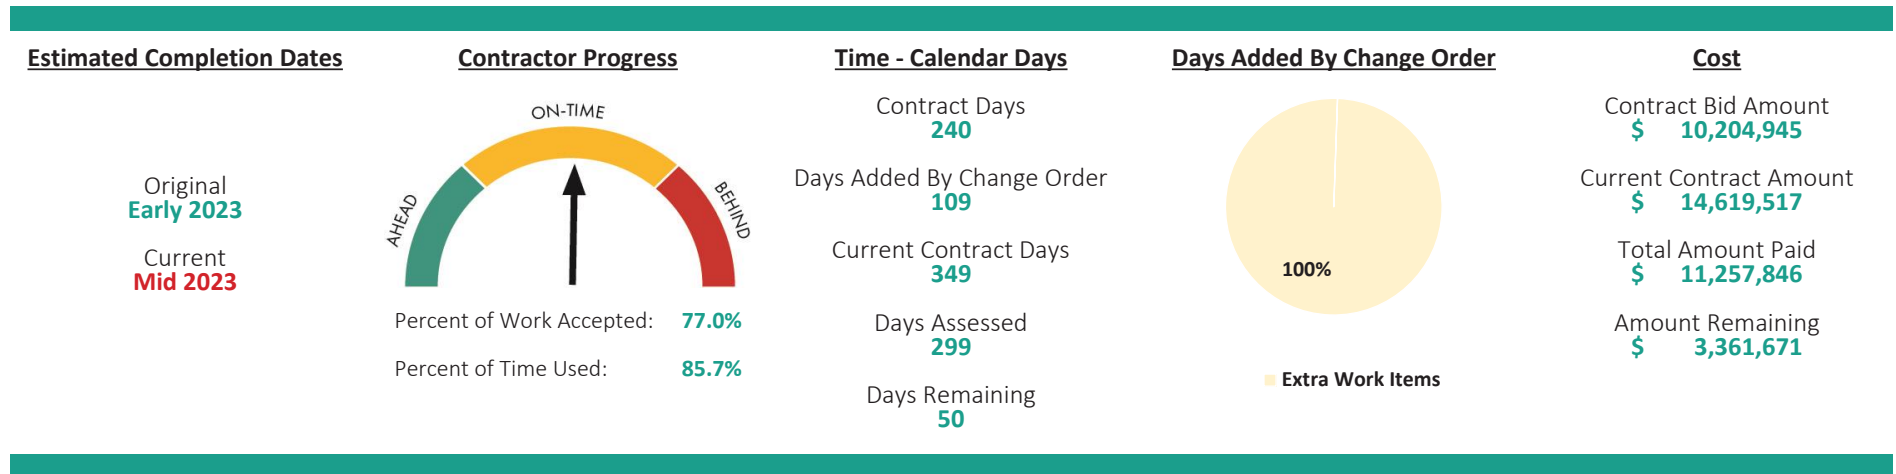 Estimated Completion Dates
Original
Early 2023
Current
Mid 2023
Contractor Progress
ON-TIME
AHEAD
BEHIND
Percent of Work Accepted: 77.0%
Percent of Time Used: 85.7%
Time - Calendar Days
Contract Days
240
Days Added By Change Order
109
Current Contract Days
349
Days Assessed
299
Days Remaining
50
Days Added By Change Order
100%
Extra Work Items
Cost
Contract Bid Amount
$ 10,204,945
Current Contract Amount
$ 14,619,517
Total Amount Paid
$ 11,257,846
Amount Remaining
$ 3,361,671